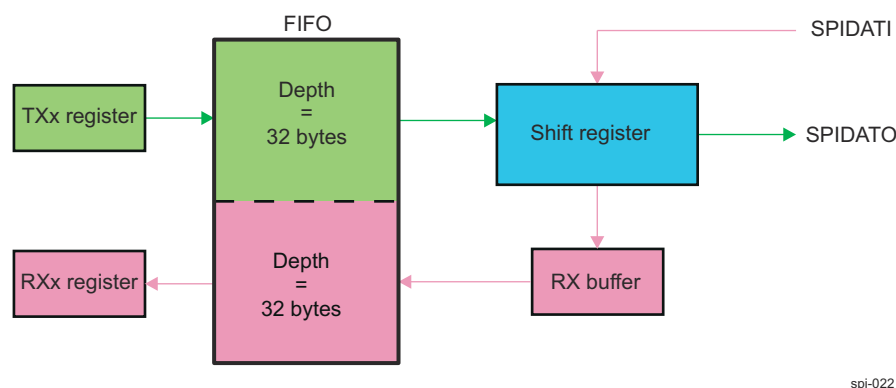 FIFO
SPIDATI
TXx register
Depth
=
32 bytes
Shift register
SPIDATO
RXx register
Depth
=
32 bytes
RX buffer
spi-022